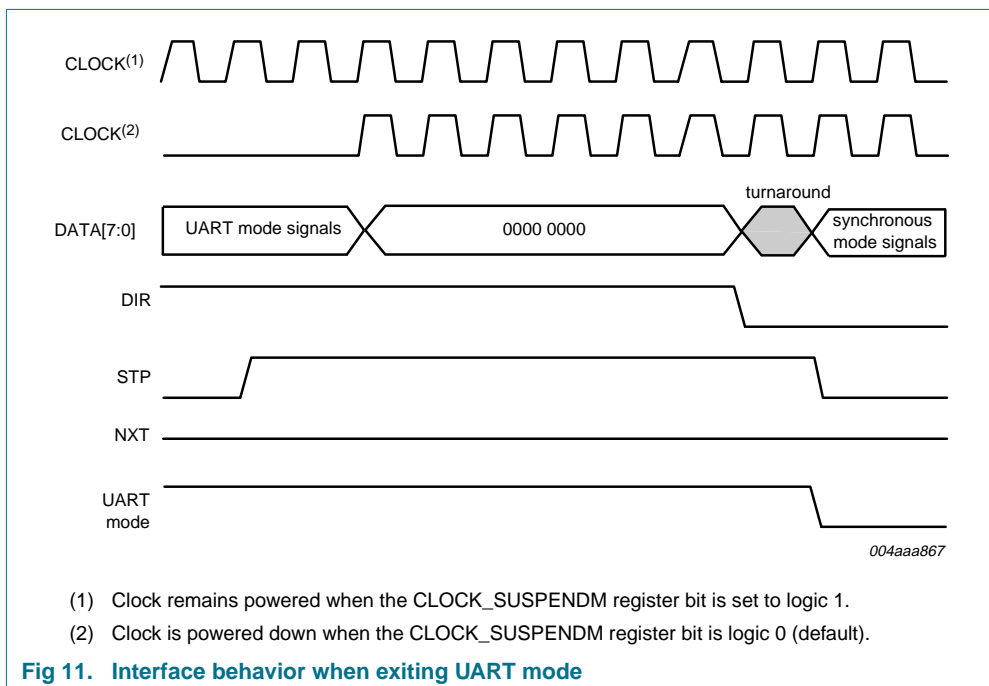 CLOCK(1)
CLOCK(2)
turnaround
DATA[7:0]
UART mode signals
0000 0000
synchronous
mode signals
DIR
STP
NXT
UART
mode
004aaa867
(1) Clock remains powered when the CLOCK_SUSPENDM register bit is set to logic 1.
(2) Clock is powered down when the CLOCK_SUSPENDM register bit is logic 0 (default).
Fig 11. Interface behavior when exiting UART mode